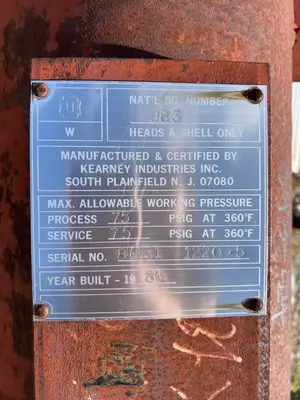 U
NAT'L BD. NUMBER
083
W
HEADS & SHELL ONLY
MANUFACTURED & CERTIFIED BY
KEARNEY INDUSTRIES INC.
SOUTH PLAINFIELD N. J. 07080
MAX. ALLOWABLE WORKING PRESSURE
PROCESS 75 PSIG AT 360°F
SERVICE 75 PSIG AT 360°F
SERIAL NO.
YEAR BUILT - 19